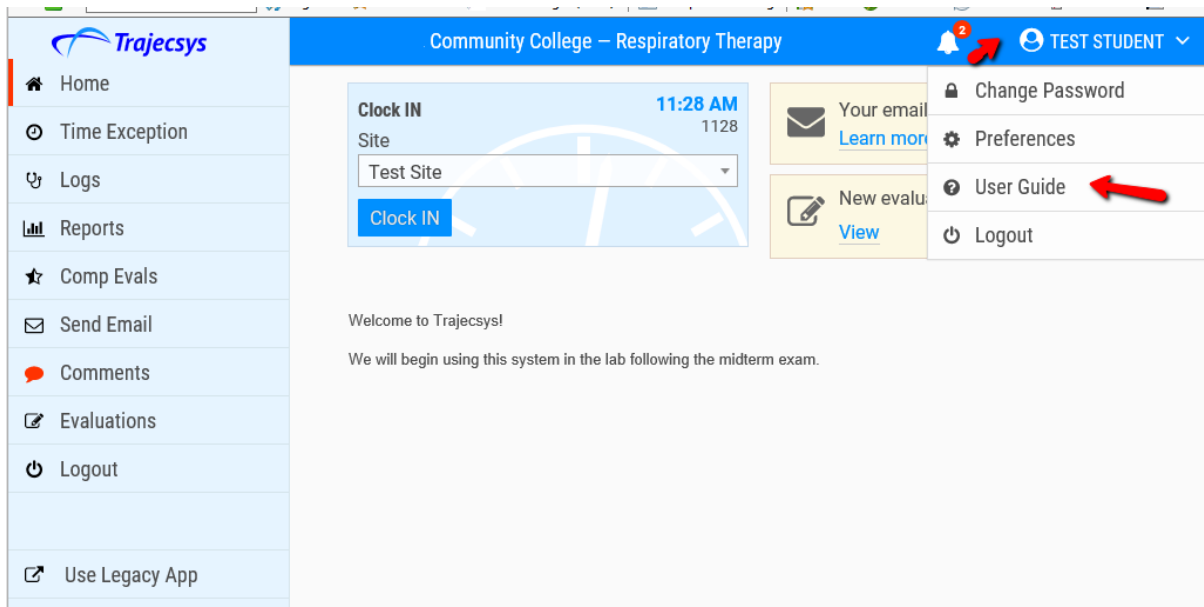 Trajecsys
Community College – Respiratory Therapy
2
TEST STUDENT
Home
Time Exception
Logs
Reports
Comp Evals
Send Email
Comments
Evaluations
Logout
Use Legacy App
Clock IN
11:28 AM
1128
Site
Test Site
Clock IN
Your email
Learn more
New evalu
View
Change Password
Preferences
User Guide
Logout
Welcome to Trajecsys!
We will begin using this system in the lab following the midterm exam.